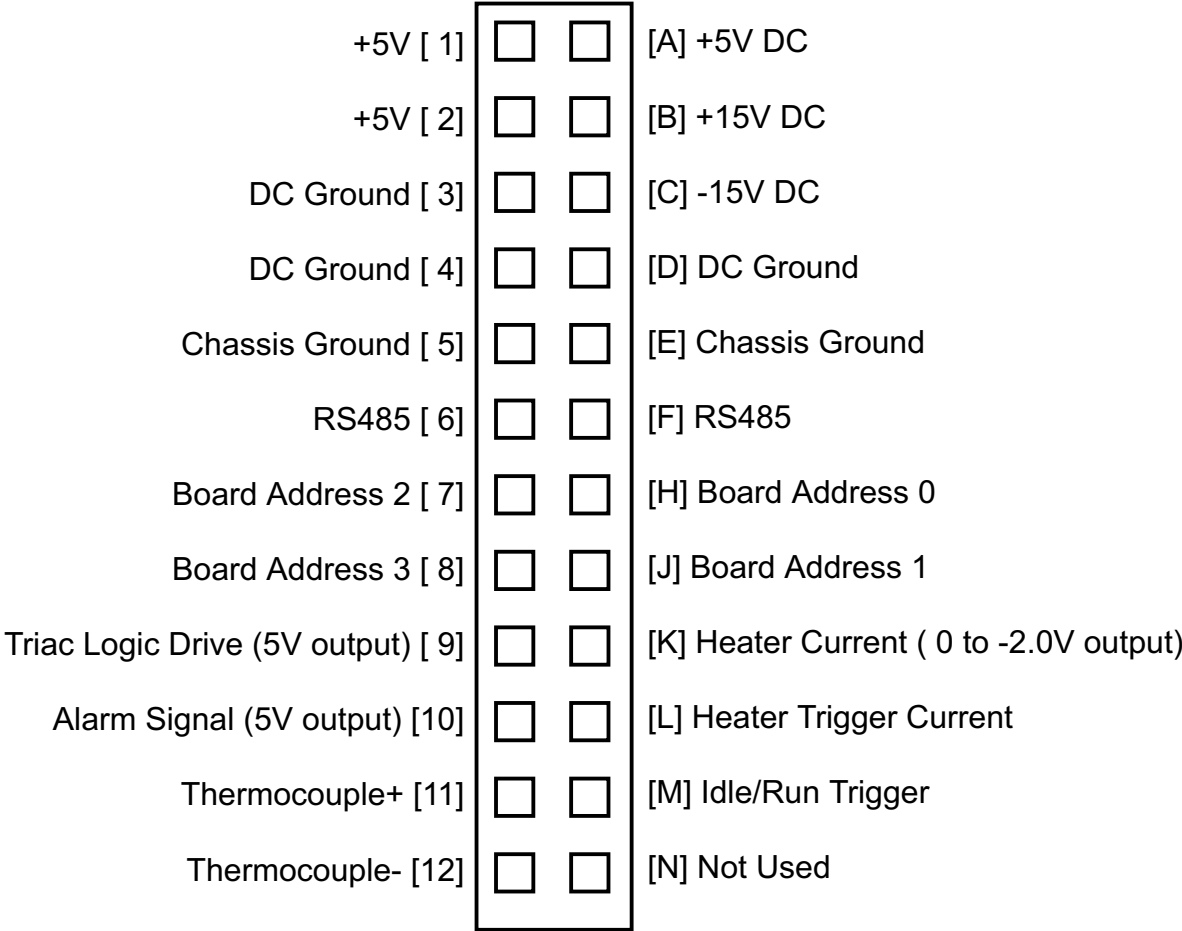 +5V [ 1] [A] +5V DC
+5V [ 2] [B] +15V DC
DC Ground [ 3] [C] -15V DC
DC Ground [ 4] [D] DC Ground
Chassis Ground [ 5] [E] Chassis Ground
RS485 [ 6] [F] RS485
Board Address 2 [ 7] [H] Board Address 0
Board Address 3 [ 8] [J] Board Address 1
Triac Logic Drive (5V output) [ 9] [K] Heater Current ( 0 to -2.0V output)
Alarm Signal (5V output) [10] [L] Heater Trigger Current
Thermocouple+ [11] [M] Idle/Run Trigger
Thermocouple- [12] [N] Not Used